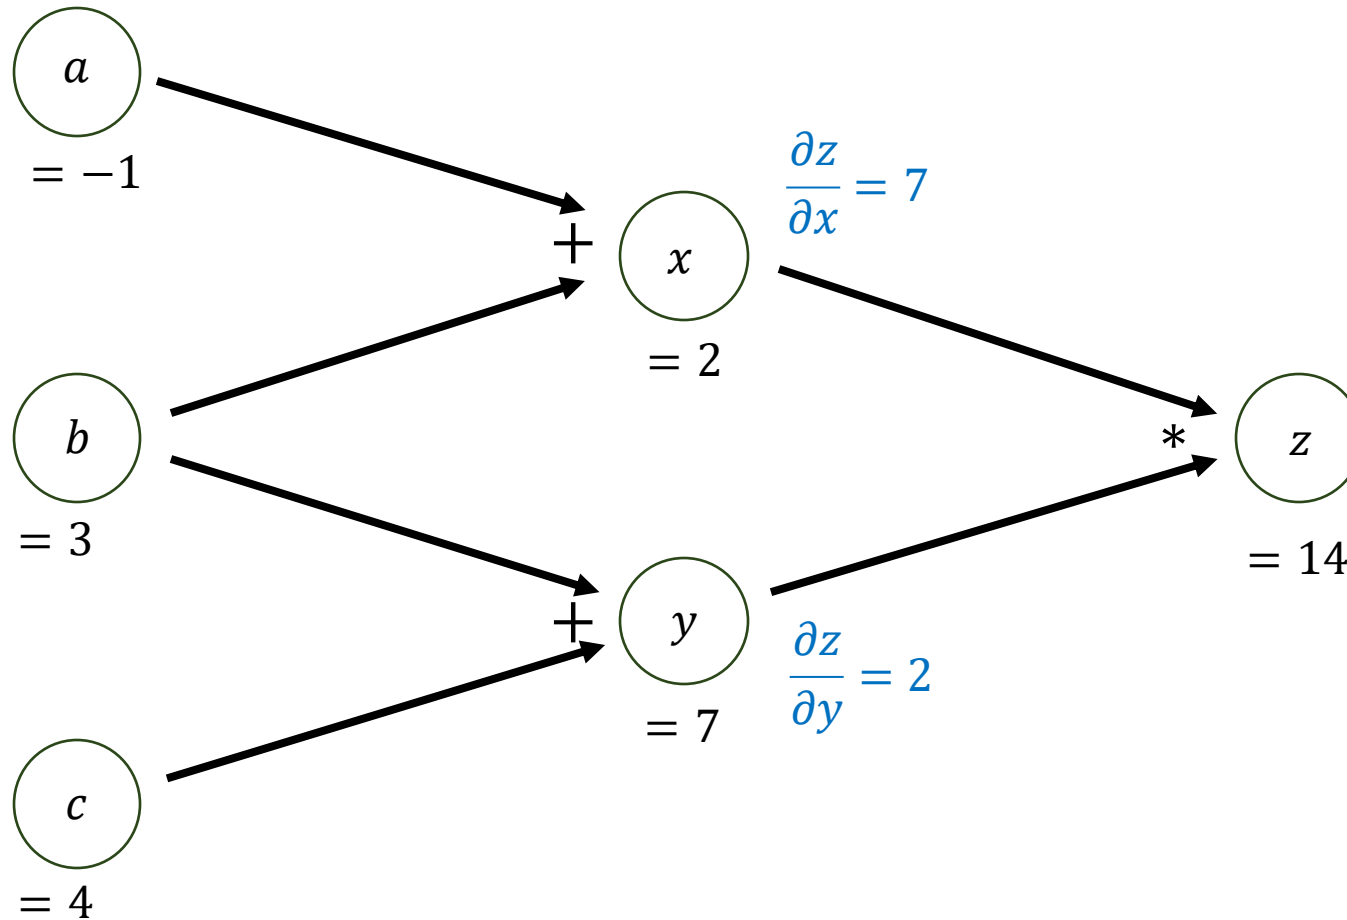 a
= −1
∂z/∂x = 7
+
x
= 2
b
= 3
*
z
= 14
+
y
= 7
∂z/∂y = 2
c
= 4